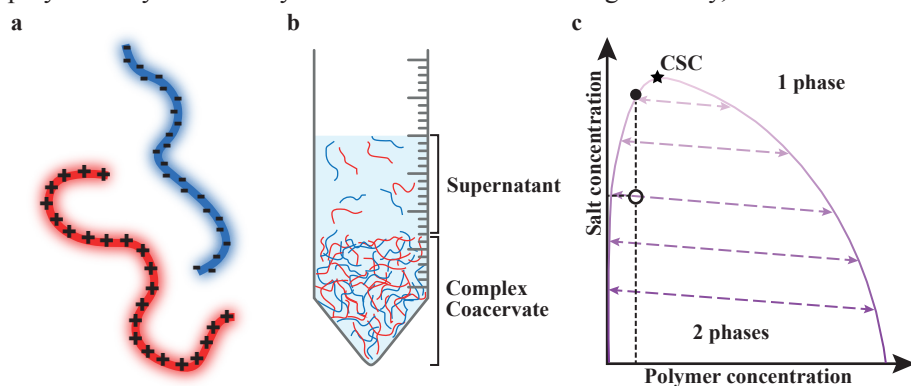 a
b
c
Supernatant
Complex
Coacervate
CSC
1 phase
2 phases
Salt concentration
Polymer concentration